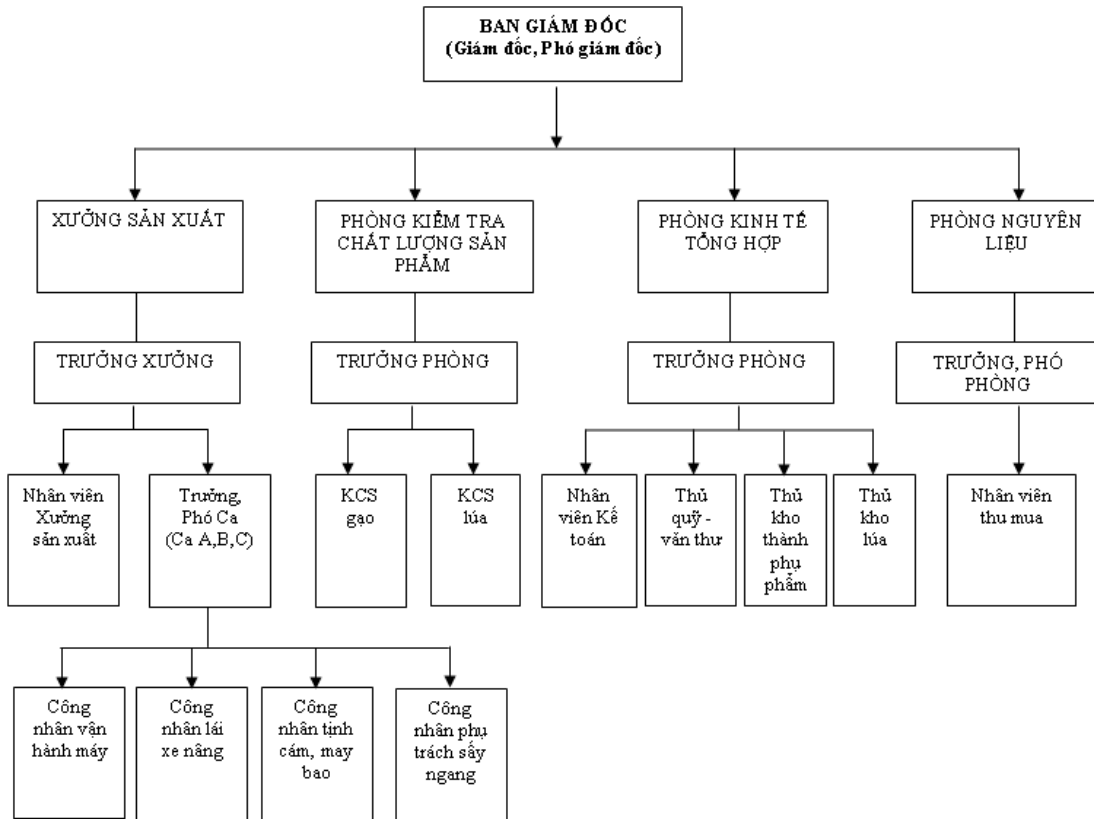 BAN GIÁM ĐỐC
(Giám đốc, Phó giám đốc)
XƯỞNG SẢN XUẤT
PHÒNG KIỂM TRA
CHẤT LƯỢNG SẢN
PHẨM
PHÒNG KINH TẾ
TỔNG HỢP
PHÒNG NGUYÊN
LIỆU
TRƯỞNG XƯỞNG
TRƯỞNG PHÒNG
TRƯỞNG PHÒNG
TRƯỞNG, PHÓ
PHÒNG
Nhân viên
Xưởng
sản xuất
Trưởng,
Phó Ca
(Ca A,B,C)
KCS
gạo
KCS
lúa
Nhân
viên Kế
toán
Thủ
quỹ -
văn thư
Thủ
kho
thành
phụ
phẩm
Thủ
kho
lúa
Nhân viên
thu mua
Công
nhân vận
hành máy
Công
nhân lái
xe nâng
Công
nhân tịnh
cám, may
bao
Công
nhân phụ
trách sấy
ngang